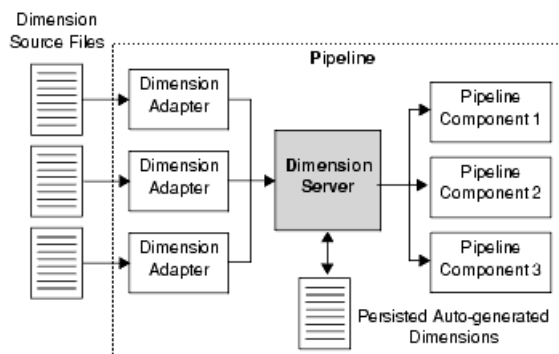 Dimension
Source Files
Pipeline
Dimension
Adapter
Dimension
Adapter
Dimension
Adapter
Dimension
Server
Pipeline
Component 1
Pipeline
Component 2
Pipeline
Component 3
Persisted Auto-generated
Dimensions